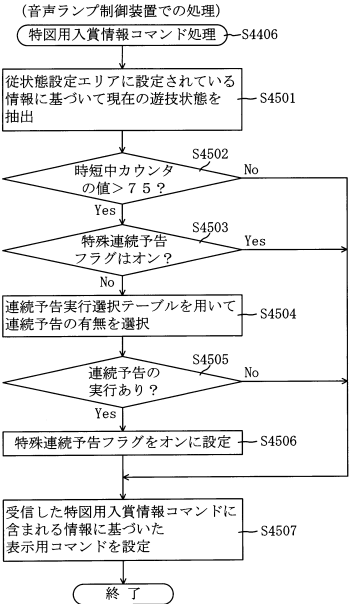 (音声ランプ制御装置での処理)
特図用入賞情報コマンド処理
S4406
従状態設定エリアに設定されている
情報に基づいて現在の遊技状態を
抽出
S4501
S4502
時短中カウンタ
の値>75?
No
Yes
S4503
特殊連続予告
フラグはオン?
Yes
No
連続予告実行選択テーブルを用いて
連続予告の有無を選択
S4504
S4505
連続予告の
実行あり?
No
Yes
特殊連続予告フラグをオンに設定
S4506
受信した特図用入賞情報コマンドに
含まれる情報に基づいた
表示用コマンドを設定
S4507
終了